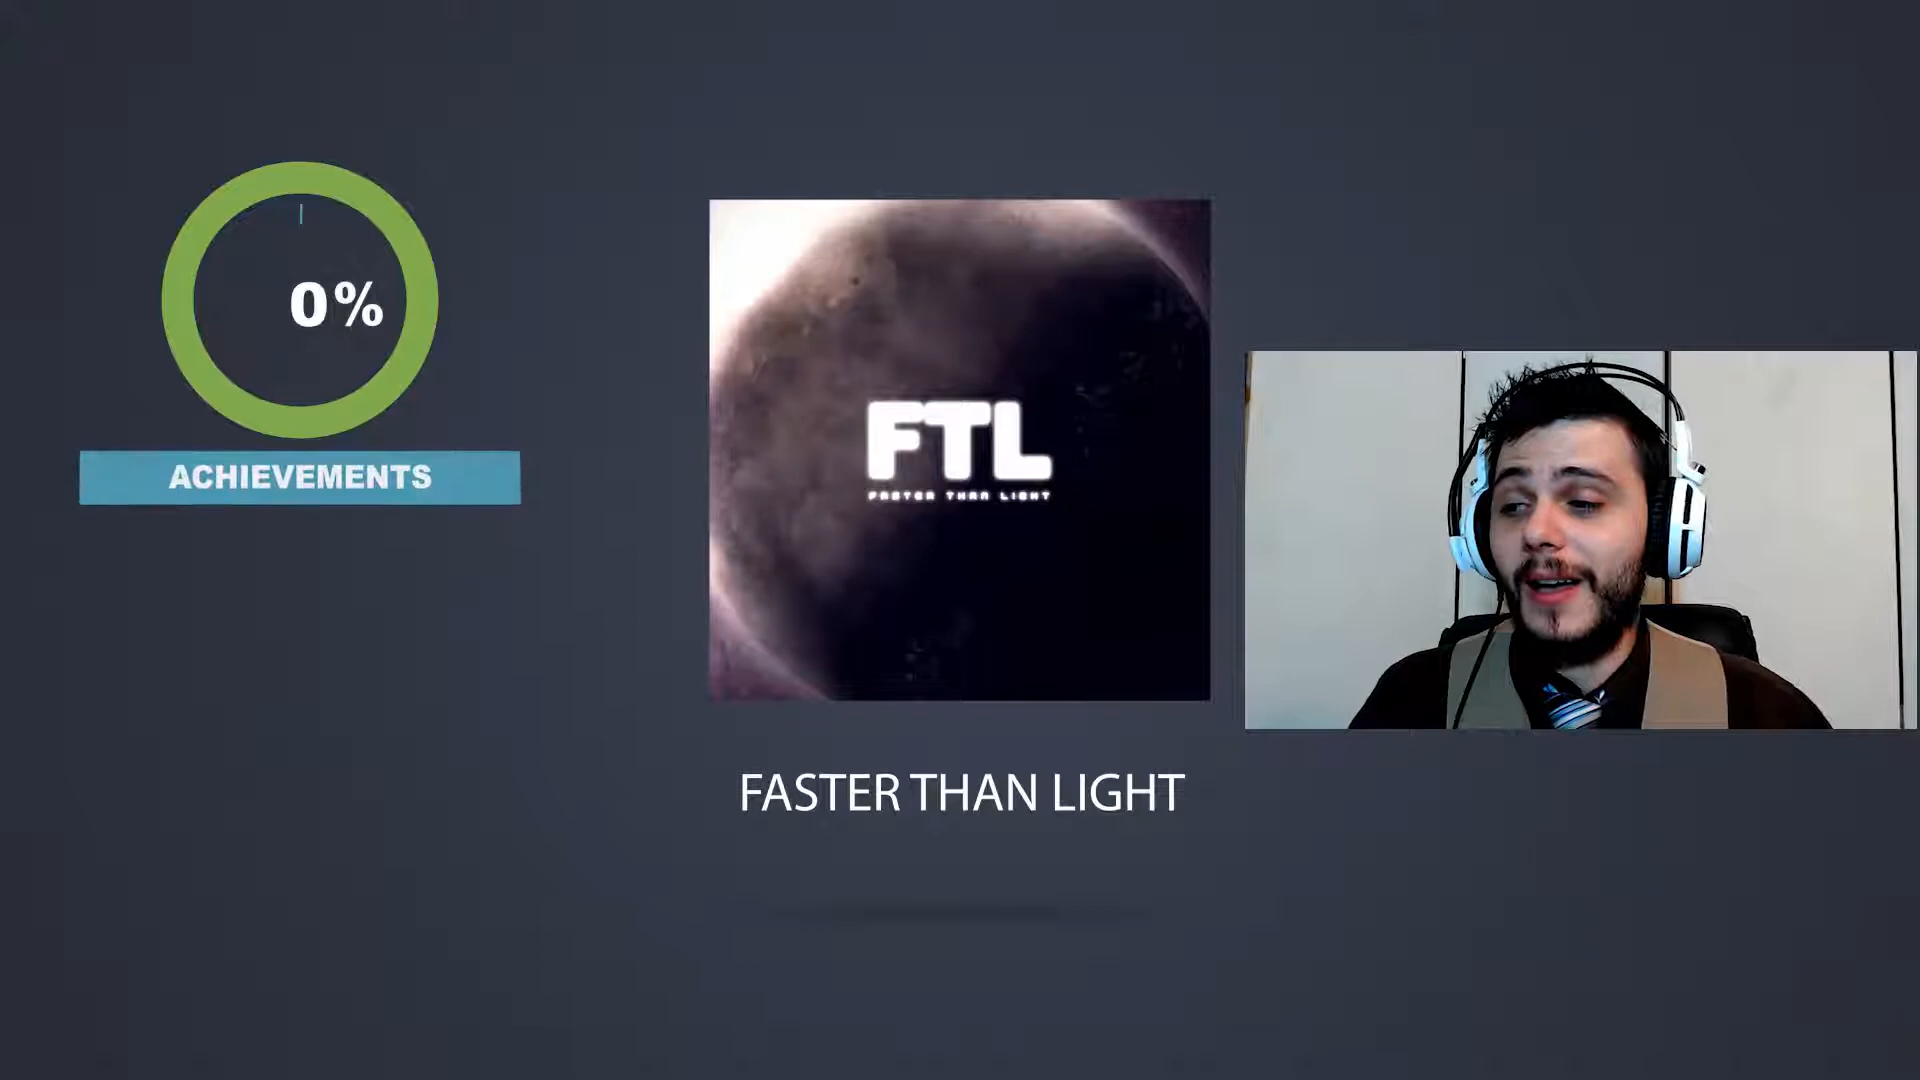 0%
ACHIEVEMENTS
FTL
FASTER THAN LIGHT
FASTER THAN LIGHT